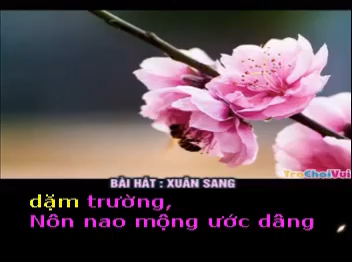 TroChoiVui
BÀI HÁT : XUÂN SANG
dặm trường,
Nôn nao mộng ước dâng